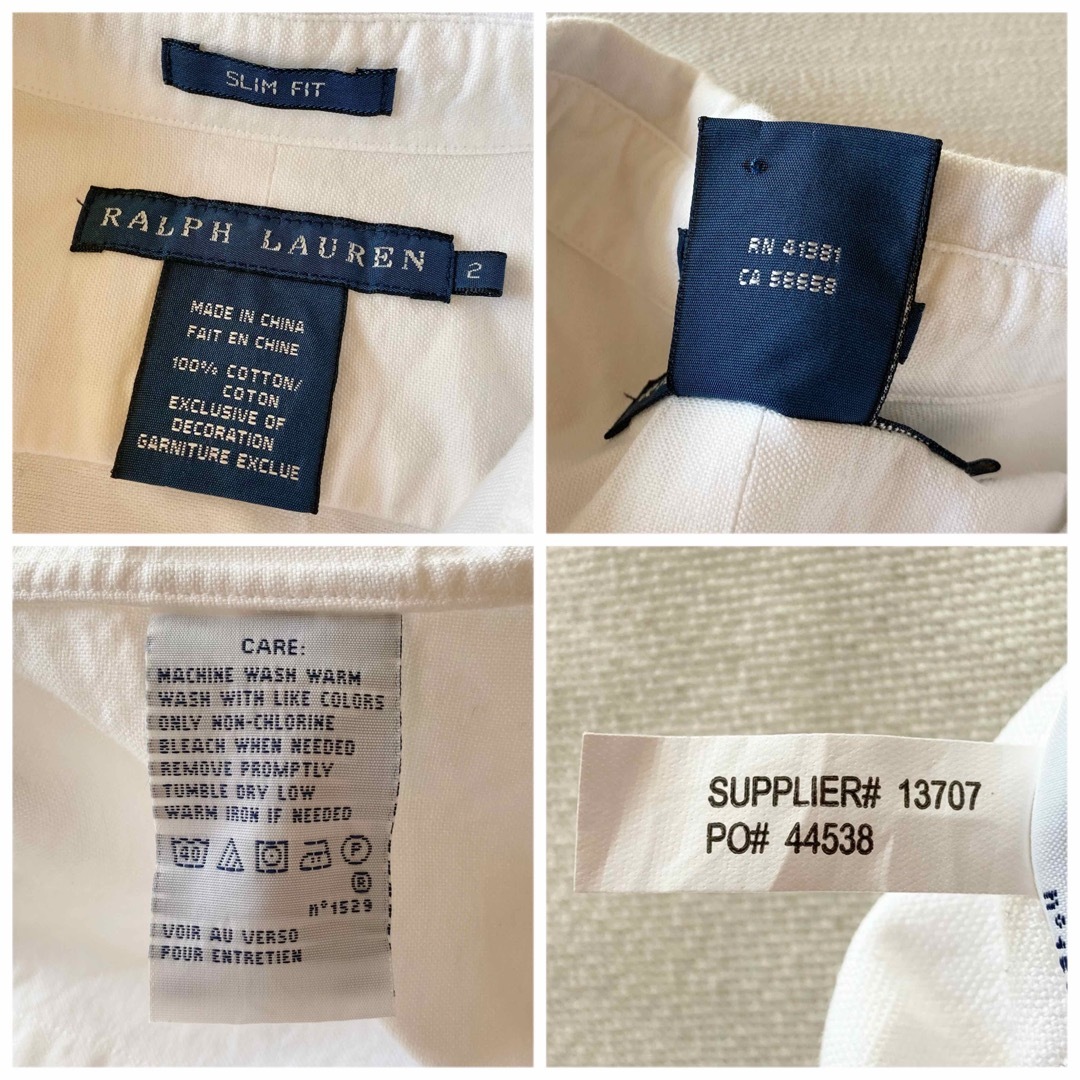 SLIM FIT
RALPH LAUREN
2
MADE IN CHINA
FAIT EN CHINE
100% COTTON/
COTON
EXCLUSIVE OF
DECORATION
GARNITURE EXCLUE
RN 41381
CA 56658
CARE:
MACHINE WASH WARM
WASH WITH LIKE COLORS
ONLY NON-CHLORINE
BLEACH WHEN NEEDED
REMOVE PROMPTLY
TUMBLE DRY LOW
WARM IRON IF NEEDED
40 P
R
n°1529
VOIR AU VERSO
POUR ENTRETIEN
SUPPLIER# 13707
PO# 44538